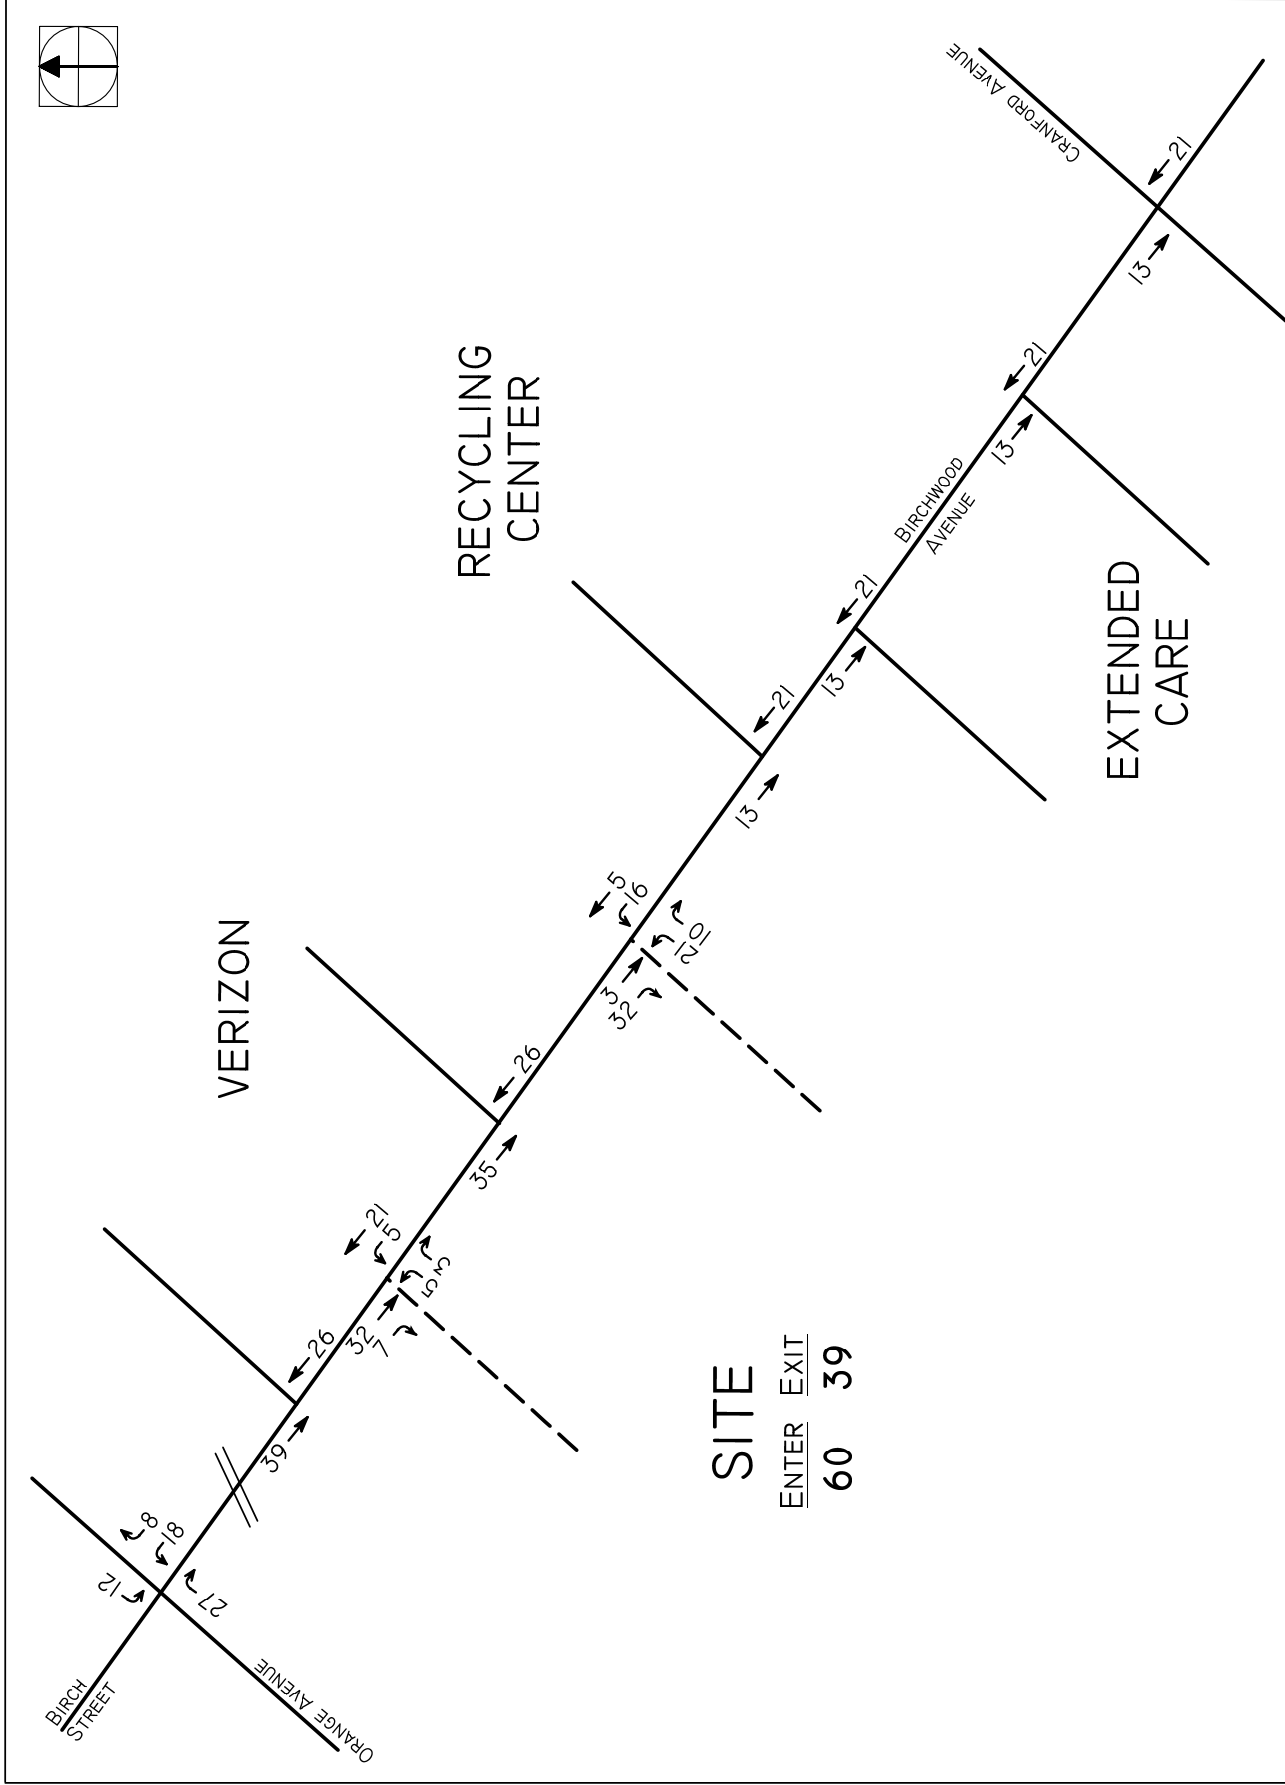 BIRCH
STREET
ORANGE AVENUE
12
27
8
18
39
26
32
7
21
5
5
3
VERIZON
35
26
3
32
5
16
21
10
RECYCLING
CENTER
13
21
13
21
BIRCHWOOD
AVENUE
13
21
EXTENDED
CARE
CRANFORD AVENUE
13
21
SITE
ENTER EXIT
60 39